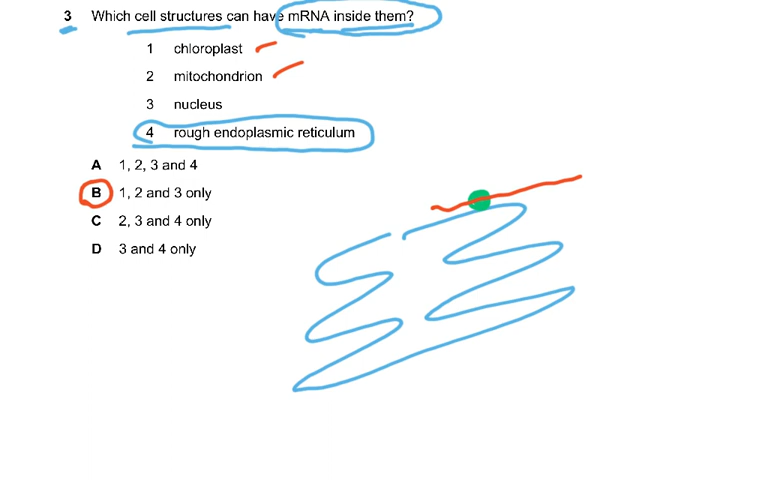 3 Which cell structures can have mRNA inside them?
1 chloroplast
2 mitochondrion
3 nucleus
4 rough endoplasmic reticulum
A 1, 2, 3 and 4
B 1, 2 and 3 only
C 2, 3 and 4 only
D 3 and 4 only